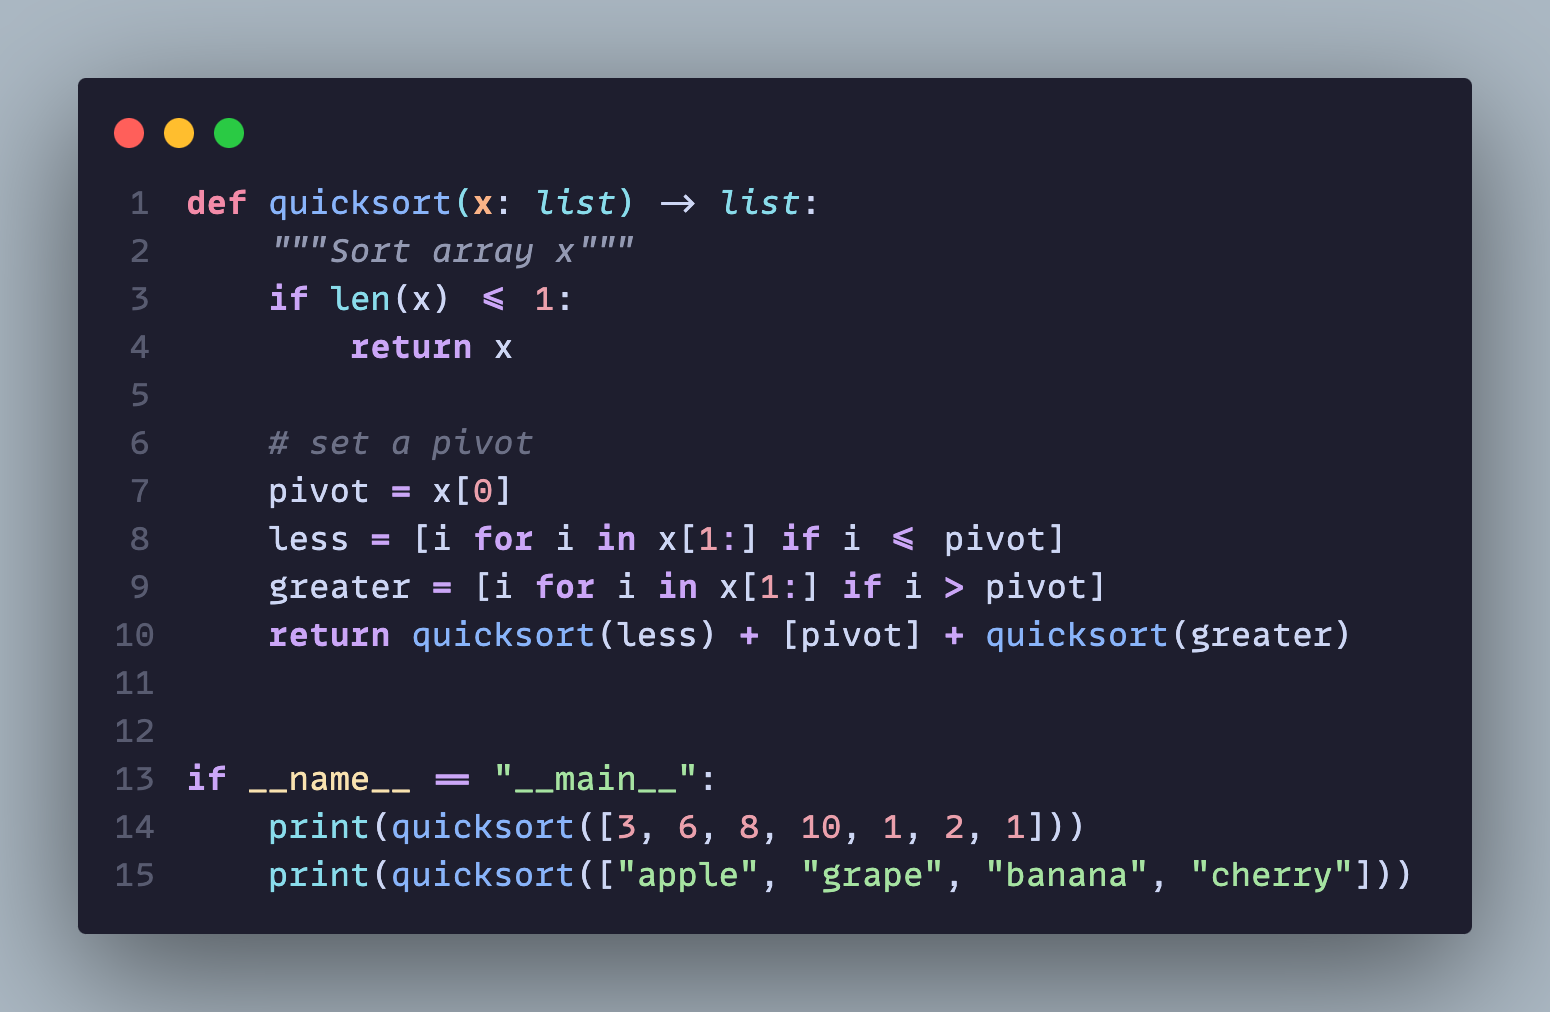 1 def quicksort(x: list) -> list:
2     """Sort array x"""
3     if len(x) <= 1:
4         return x
5
6     # set a pivot
7     pivot = x[0]
8     less = [i for i in x[1:] if i <= pivot]
9     greater = [i for i in x[1:] if i > pivot]
10     return quicksort(less) + [pivot] + quicksort(greater)
11
12
13 if __name__ == "__main__":
14     print(quicksort([3, 6, 8, 10, 1, 2, 1]))
15     print(quicksort(["apple", "grape", "banana", "cherry"]))